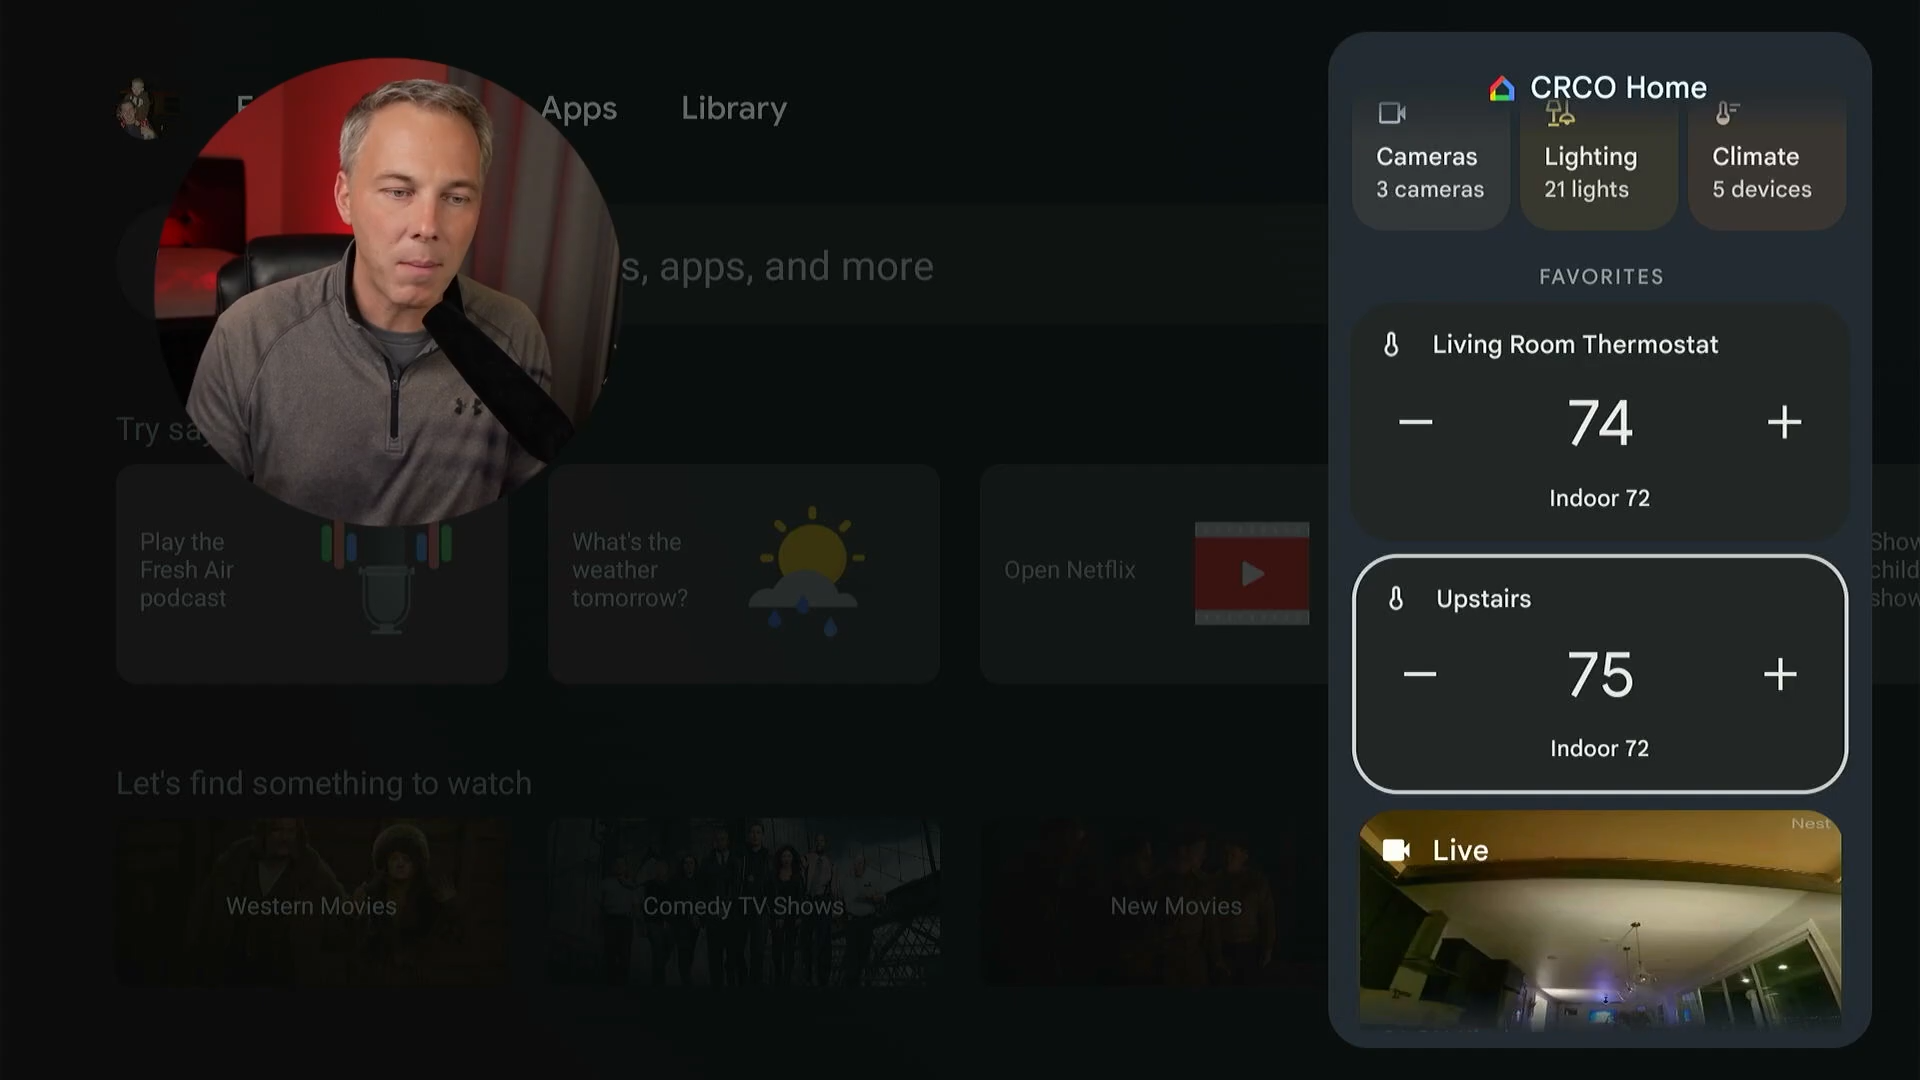 Apps
Library
s, apps, and more
Try say
Play the
Fresh Air
podcast
What's the
weather
tomorrow?
Open Netflix
Show
child
show
Let's find something to watch
Western Movies
Comedy TV Shows
New Movies
CRCO Home
Cameras
3 cameras
Lighting
21 lights
Climate
5 devices
FAVORITES
Living Room Thermostat
— 74 +
Indoor 72
Upstairs
— 75 +
Indoor 72
Live
Nest